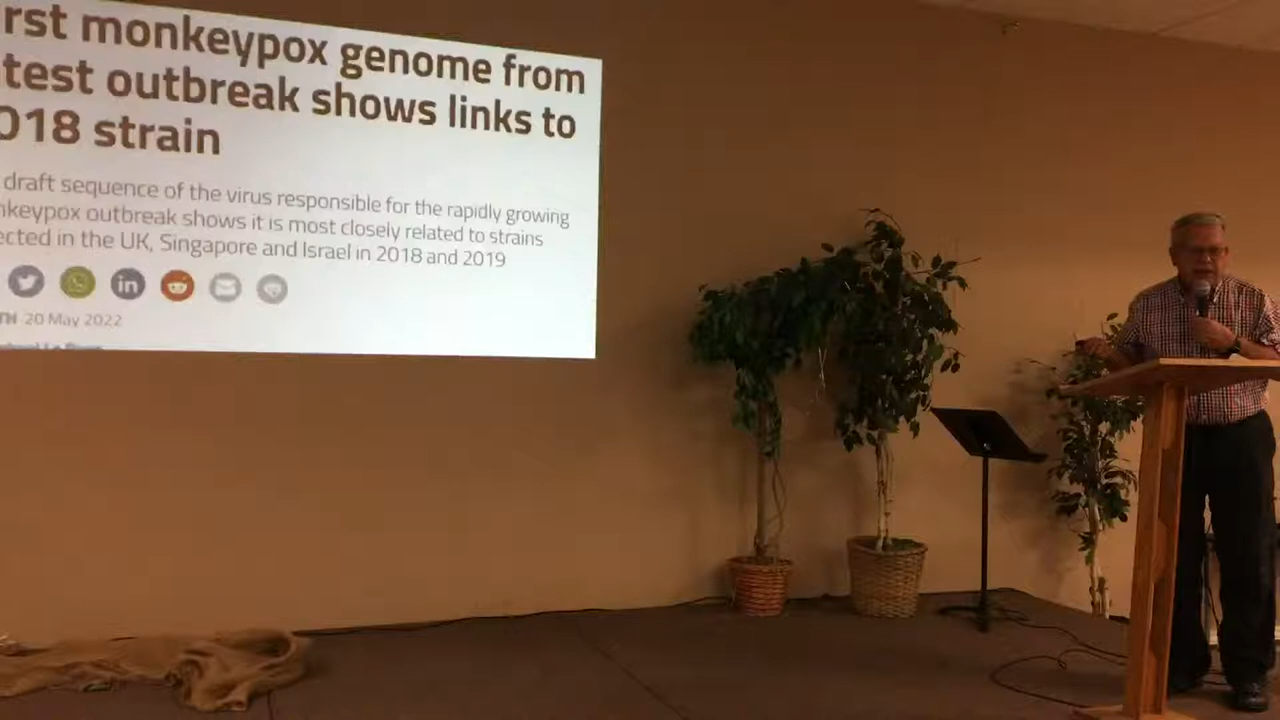 rst monkeypox genome from
test outbreak shows links to
018 strain
draft sequence of the virus responsible for the rapidly growing
nkeypox outbreak shows it is most closely related to strains
ected in the UK, Singapore and Israel in 2018 and 2019
in
TH 20 May 2022